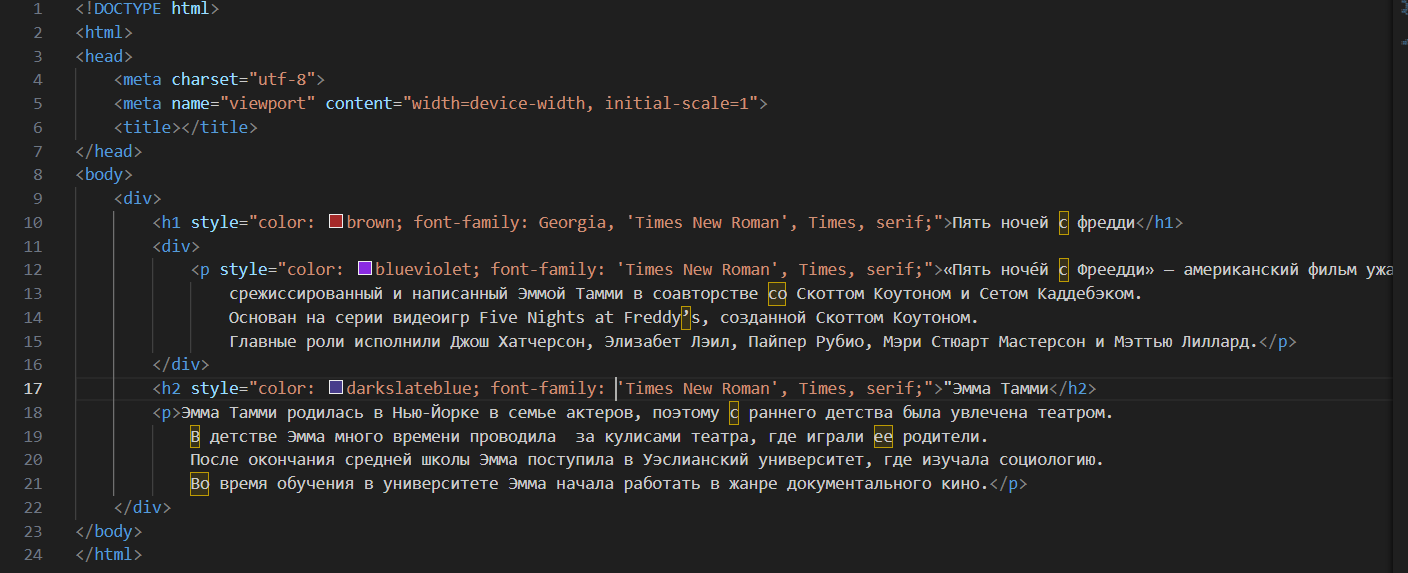 1 <!DOCTYPE html>
2 <html>
3 <head>
4 <meta charset="utf-8">
5 <meta name="viewport" content="width=device-width, initial-scale=1">
6 <title></title>
7 </head>
8 <body>
9 <div>
10 <h1 style="color: brown; font-family: Georgia, 'Times New Roman', Times, serif;">Пять ночей с фредди</h1>
11 <div>
12 <p style="color: blueviolet; font-family: 'Times New Roman', Times, serif;">«Пять ноче́й с Фреедди» — американский фильм ужа
13 срежиссированный и написанный Эммой Тамми в соавторстве со Скоттом Коутоном и Сетом Каддебэком.
14 Основан на серии видеоигр Five Nights at Freddy’s, созданной Скоттом Коутоном.
15 Главные роли исполнили Джош Хатчерсон, Элизабет Лэил, Пайпер Рубио, Мэри Стюарт Мастерсон и Мэттью Лиллард.</p>
16 </div>
17 <h2 style="color: darkslateblue; font-family: 'Times New Roman', Times, serif;">"Эмма Тамми</h2>
18 <p>Эмма Тамми родилась в Нью-Йорке в семье актеров, поэтому с раннего детства была увлечена театром.
19 В детстве Эмма много времени проводила  за кулисами театра, где играли ее родители.
20 После окончания средней школы Эмма поступила в Уэслианский университет, где изучала социологию.
21 Во время обучения в университете Эмма начала работать в жанре документального кино.</p>
22 </div>
23 </body>
24 </html>